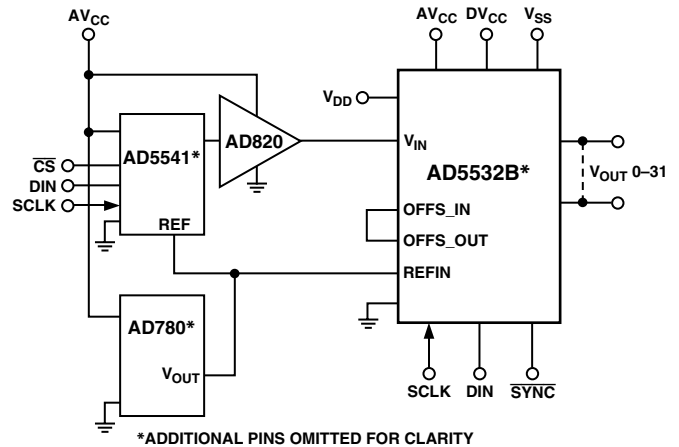 AVCC
AVCC DVCC VSS
VDD
AD5541*
AD820
VIN
CS
DIN
SCLK
REF
AD5532B*
VOUT 0–31
OFFS_IN
OFFS_OUT
REFIN
AD780*
VOUT
SCLK DIN SYNC
*ADDITIONAL PINS OMITTED FOR CLARITY